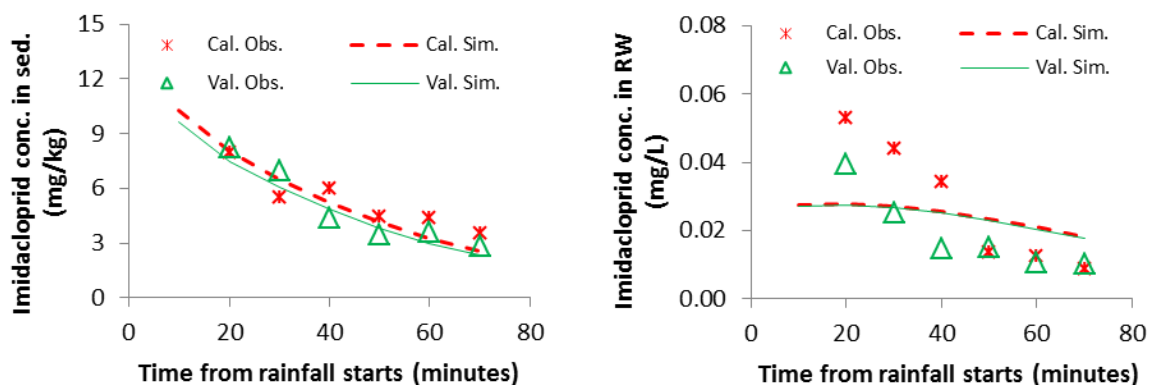 Imidacloprid conc. in sed.
(mg/kg)
15
12
9
6
3
0
Cal. Obs.
Cal. Sim.
Val. Obs.
Val. Sim.
0
20
40
60
80
Time from rainfall starts (minutes)
Imidacloprid conc. in RW
(mg/L)
0.08
0.06
0.04
0.02
0.00
Cal. Obs.
Cal. Sim.
Val. Obs.
Val. Sim.
0
20
40
60
80
Time from rainfall starts (minutes)